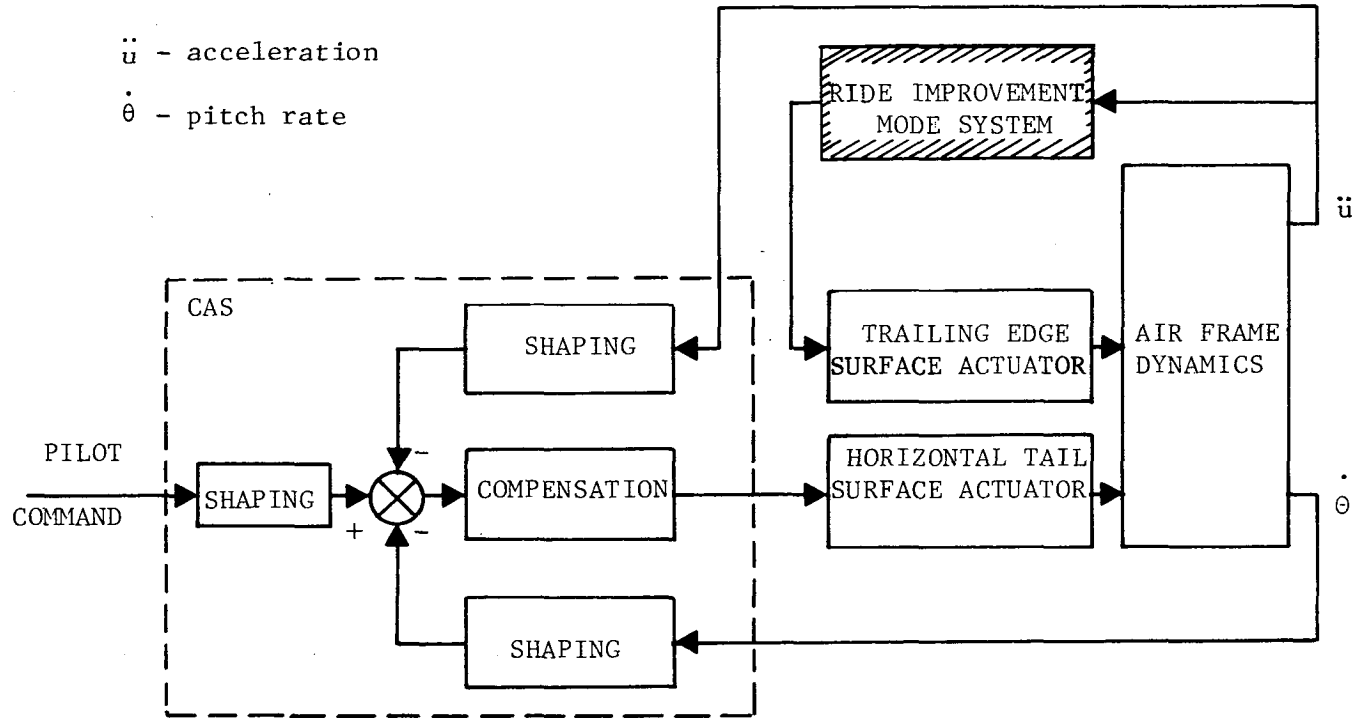 ü - acceleration
θ̇ - pitch rate
RIDE IMPROVEMENT
MODE SYSTEM
ü
CAS
SHAPING
TRAILING EDGE
SURFACE ACTUATOR
AIR FRAME
DYNAMICS
PILOT
COMMAND
SHAPING
+
-
-
COMPENSATION
HORIZONTAL TAIL
SURFACE ACTUATOR
θ̇
SHAPING